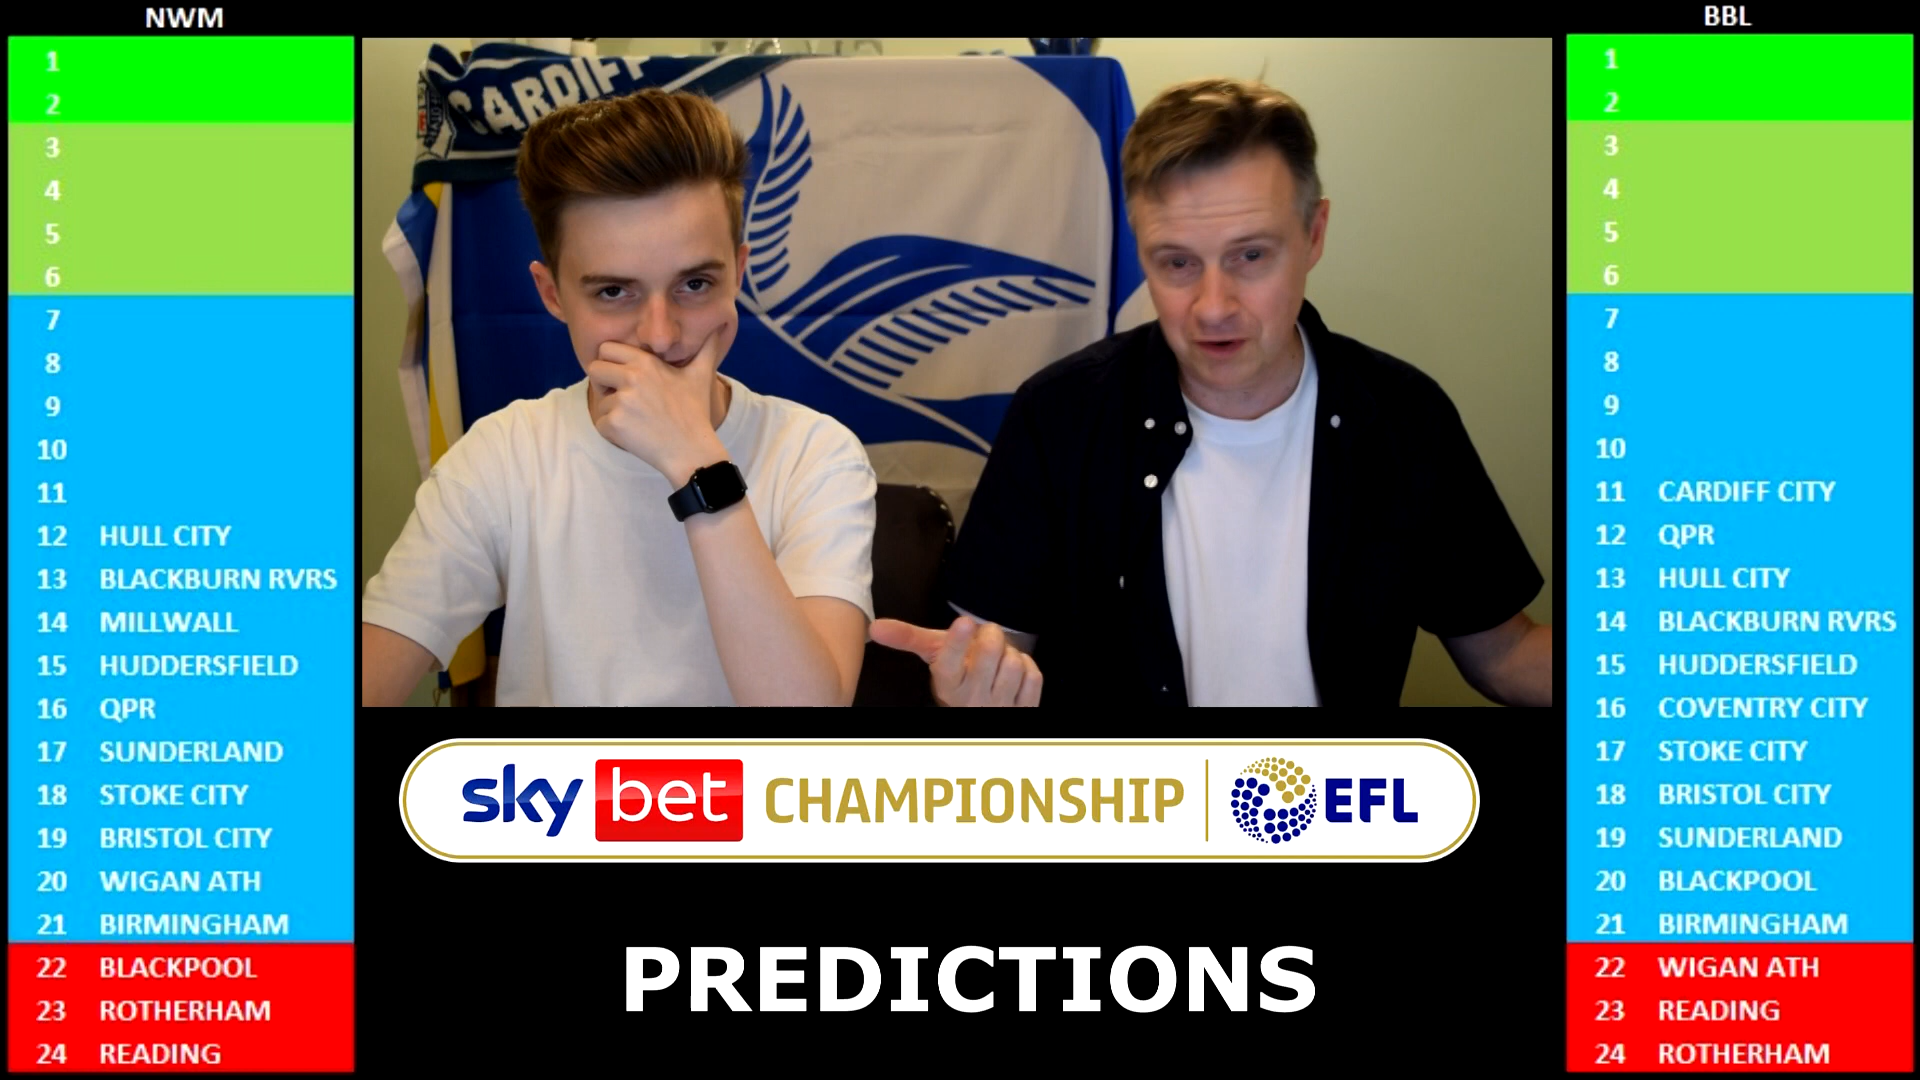 NWM
1
2
3
4
5
6
7
8
9
10
11
12 HULL CITY
13 BLACKBURN RVRS
14 MILLWALL
15 HUDDERSFIELD
16 QPR
17 SUNDERLAND
18 STOKE CITY
19 BRISTOL CITY
20 WIGAN ATH
21 BIRMINGHAM
22 BLACKPOOL
23 ROTHERHAM
24 READING
CARDIFF
sky bet CHAMPIONSHIP EFL
PREDICTIONS
BBL
1
2
3
4
5
6
7
8
9
10
11 CARDIFF CITY
12 QPR
13 HULL CITY
14 BLACKBURN RVRS
15 HUDDERSFIELD
16 COVENTRY CITY
17 STOKE CITY
18 BRISTOL CITY
19 SUNDERLAND
20 BLACKPOOL
21 BIRMINGHAM
22 WIGAN ATH
23 READING
24 ROTHERHAM